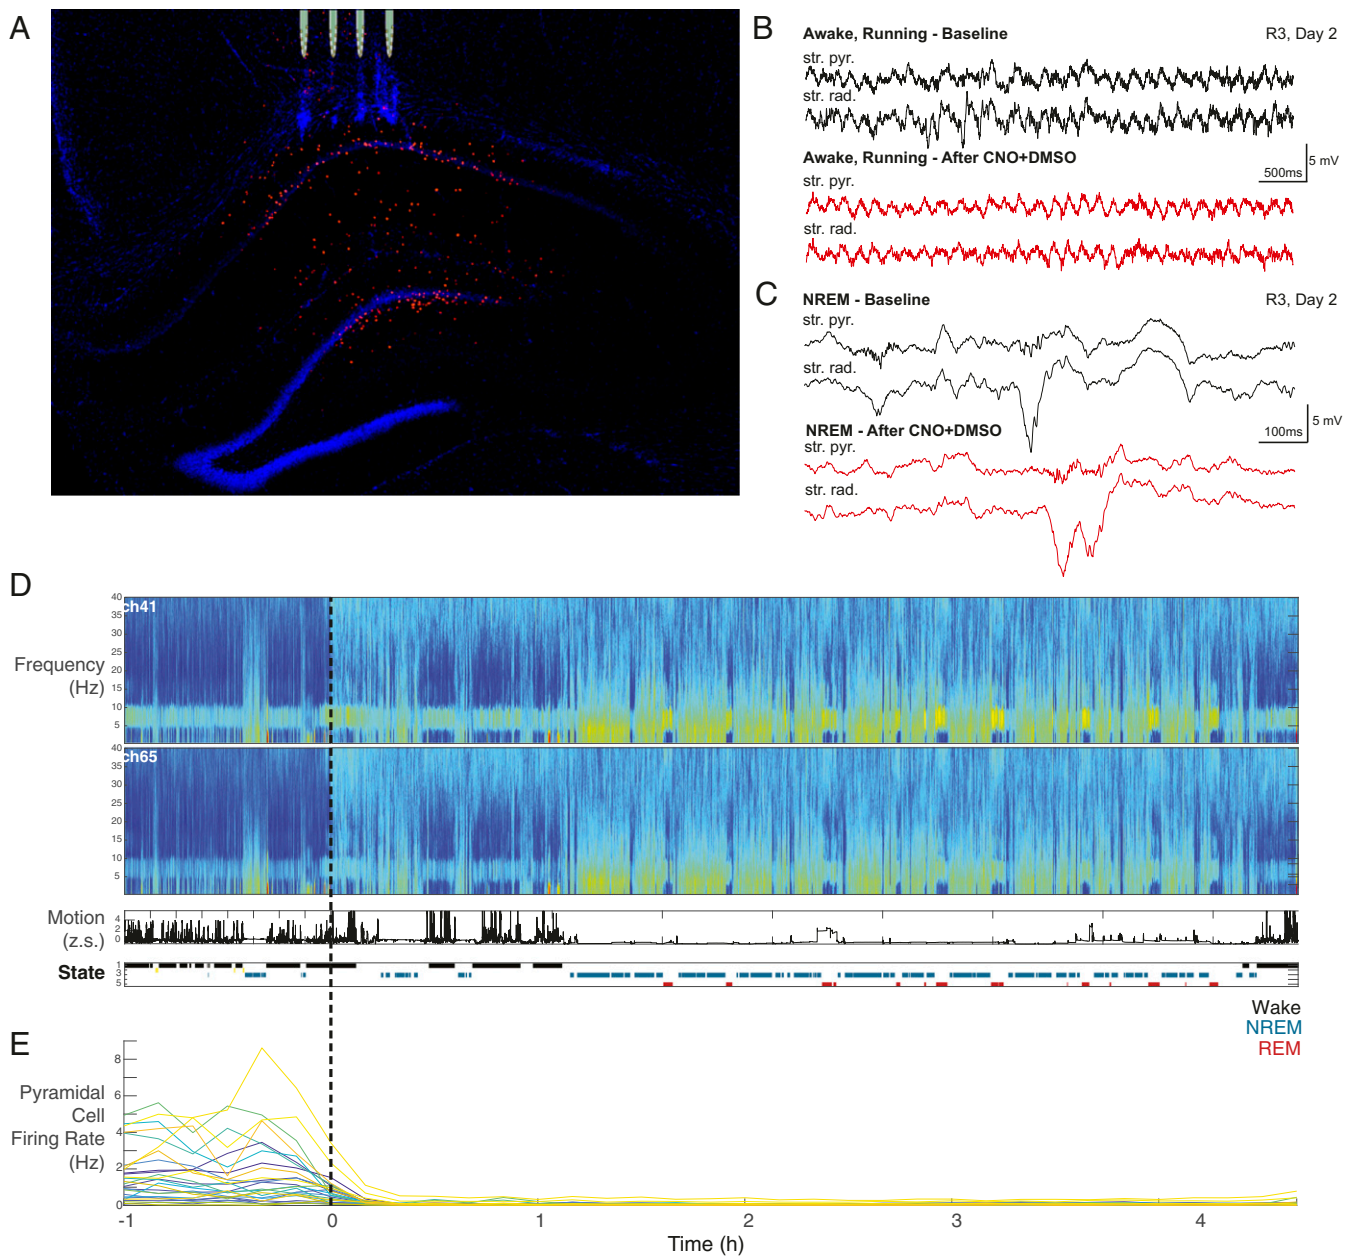 A
B
Awake, Running - Baseline
R3, Day 2
str. pyr.
str. rad.
Awake, Running - After CNO+DMSO
5 mV
500ms
str. pyr.
str. rad.
C
NREM - Baseline
R3, Day 2
str. pyr.
str. rad.
5 mV
100ms
NREM - After CNO+DMSO
str. pyr.
str. rad.
D
ch41
40
35
30
25
20
15
10
5
Frequency
(Hz)
ch65
40
35
30
25
20
15
10
5
Motion
(z.s.)
4
2
0
State
1
3
5
Wake
NREM
REM
E
Pyramidal
Cell
Firing Rate
(Hz)
8
6
4
2
0
-1 0 1 2 3 4
Time (h)